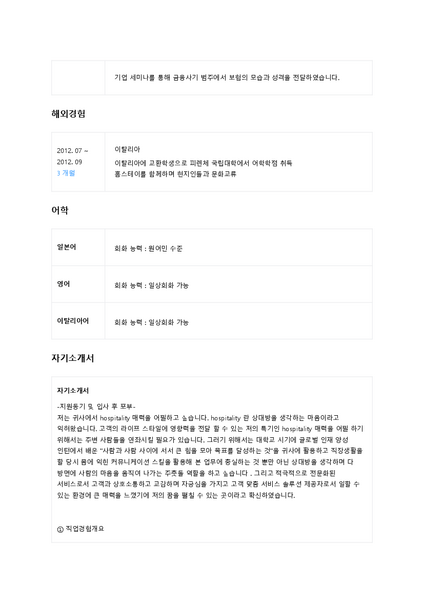 기업 세미나를 통해 금융사기 범주에서 보험의 모습과 성격을 전달하였습니다.
해외경험
2012. 07 ~
2012. 09
3 개월
이탈리아
이탈리아에 교환학생으로 피렌체 국립대학에서 어학학점 취득
홈스테이를 함께하며 현지인들과 문화교류
어학
일본어
회화 능력 : 원어민 수준
영어
회화 능력 : 일상회화 가능
이탈리아어
회화 능력 : 일상회화 가능
자기소개서
자기소개서
-지원동기 및 입사 후 포부-
저는 귀사에서 hospitality 매력을 어필하고 싶습니다. hospitality 란 상대방을 생각하는 마음이라고
익혀왔습니다. 고객의 라이프 스타일에 영향력을 전달 할 수 있는 저의 특기인 hospitality 매력을 어필 하기
위해서는 주변 사람들을 연화시킬 필요가 있습니다. 그러기 위해서는 대학교 시기에 글로벌 인재 양성
인턴에서 배운 "사람과 사람 사이에 서서 큰 힘을 모아 목표를 달성하는 것"을 귀사에 활용하고 직장생활을
할 당시 몸에 익힌 커뮤니케이션 스킬을 활용해 본 업무에 충실하는 것 뿐만 아닌 상대방을 생각하며 다
방면에 사람의 마음을 움직여 나가는 주춧돌 역할을 하고 싶습니다 . 그리고 적극적으로 전문화된
서비스로서 고객과 상호소통하고 교감하며 자긍심을 가지고 고객 맞춤 서비스 솔루션 제공자로서 일할 수
있는 환경에 큰 매력을 느꼈기에 저의 꿈을 펼칠 수 있는 곳이라고 확신하였습니다.
① 직업경험개요